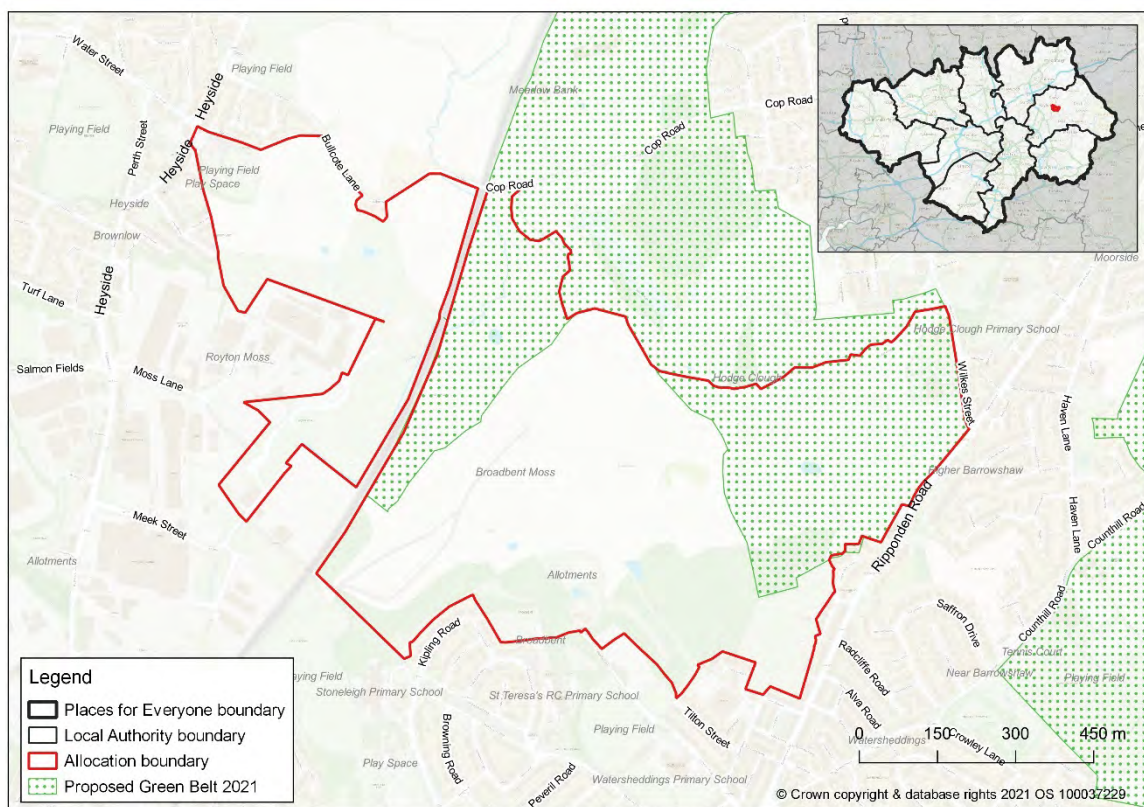 Water Street
Heyside
Playing Field
Meadow Bank
Cop Road
Cop Road
Playing Field
Perth Street
Bullcote Lane
Heyside
Playing Field
Play Space
Cop Road
Heyside
Brownlow
Heyside
Turf Lane
Moorside
Hodge Clough Primary School
Royton Moss
Salmon Fields
Moss Lane
Hodge Clough
Wilkes Street
Haven Lane
Broadbent Moss
Higher Barrowshaw
Ripponden Road
Meek Street
Haven Lane
Counthill Road
Allotments
Allotments
Saffron Drive
Counthill Road
Kipling Road
Broadbent
Radcliffe Road
Tennis Court
Near Barrowshaw
Playing Field
Playing Field
Stoneleigh Primary School
St Teresa's RC Primary School
Alva Road
Tilton Street
Playing Field
Browning Road
Watersheddings
Crowley Lane
Play Space
Peveril Road
Watersheddings Primary School
Legend
Places for Everyone boundary
Local Authority boundary
Allocation boundary
Proposed Green Belt 2021
0 150 300 450 m
© Crown copyright & database rights 2021 OS 100037229